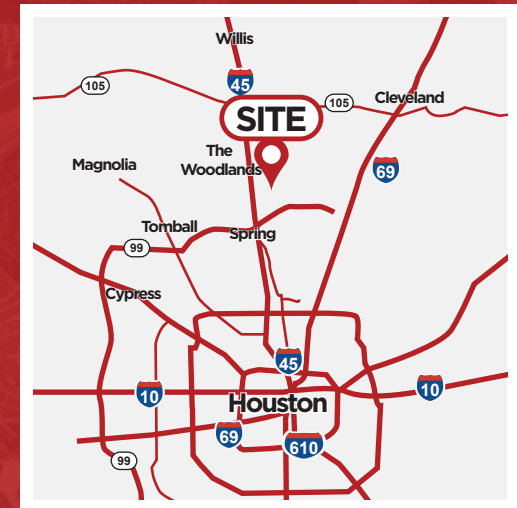 Willis
45
105
105
Cleveland
SITE
The
Woodlands
Magnolia
69
Tomball
Spring
99
Cypress
45
10
10
Houston
69
610
99